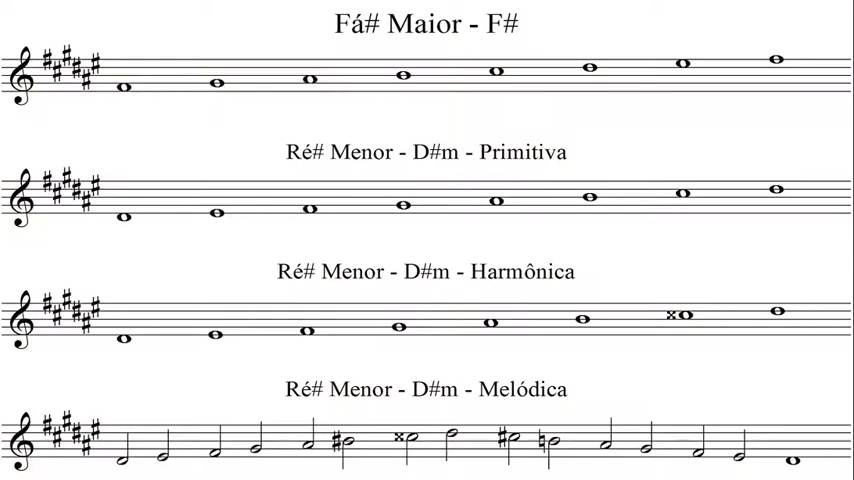 Fá# Maior - F#
Ré# Menor - D#m - Primitiva
Ré# Menor - D#m - Harmônica
Ré# Menor - D#m - Melódica